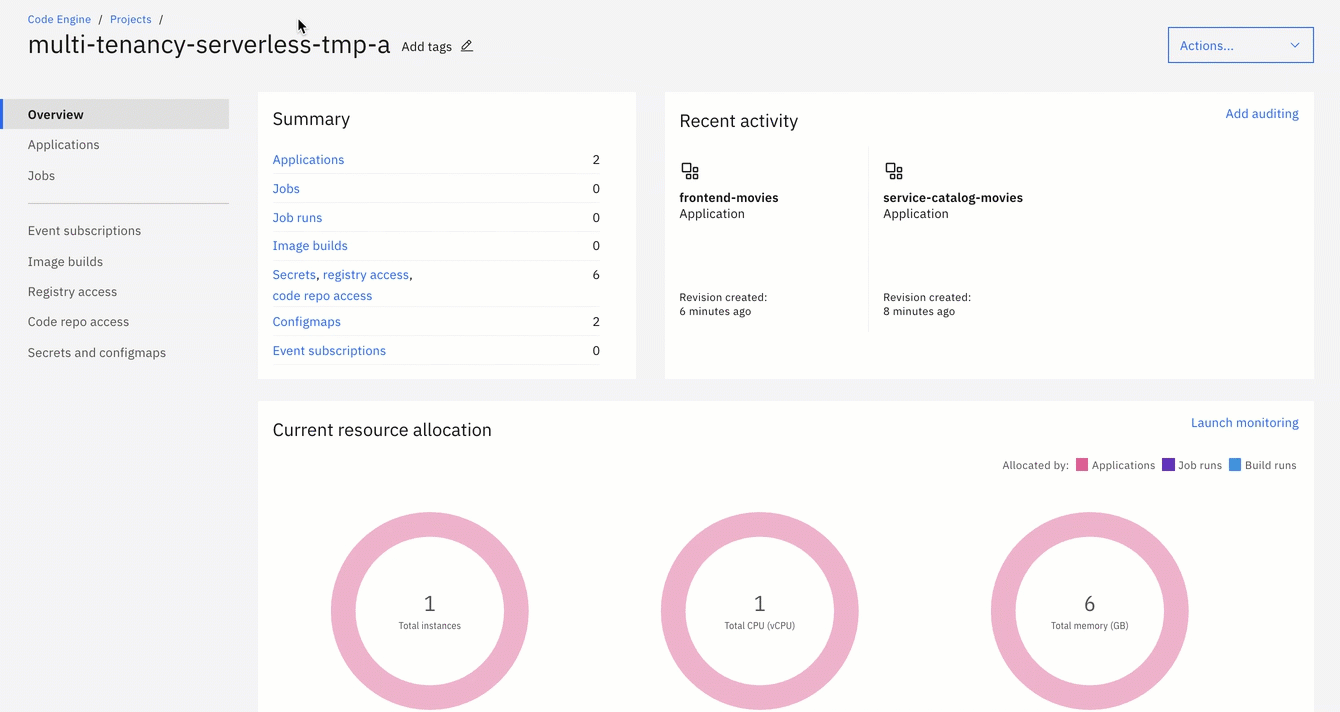 Code Engine / Projects /
multi-tenancy-serverless-tmp-a Add tags
Actions...
Overview
Applications
Jobs
Event subscriptions
Image builds
Registry access
Code repo access
Secrets and configmaps
Summary
Applications 2
Jobs 0
Job runs 0
Image builds 0
Secrets, registry access, 6
code repo access
Configmaps 2
Event subscriptions 0
Recent activity
Add auditing
frontend-movies
Application
Revision created:
6 minutes ago
service-catalog-movies
Application
Revision created:
8 minutes ago
Current resource allocation
Launch monitoring
Allocated by: Applications Job runs Build runs
1
Total instances
1
Total CPU (vCPU)
6
Total memory (GB)